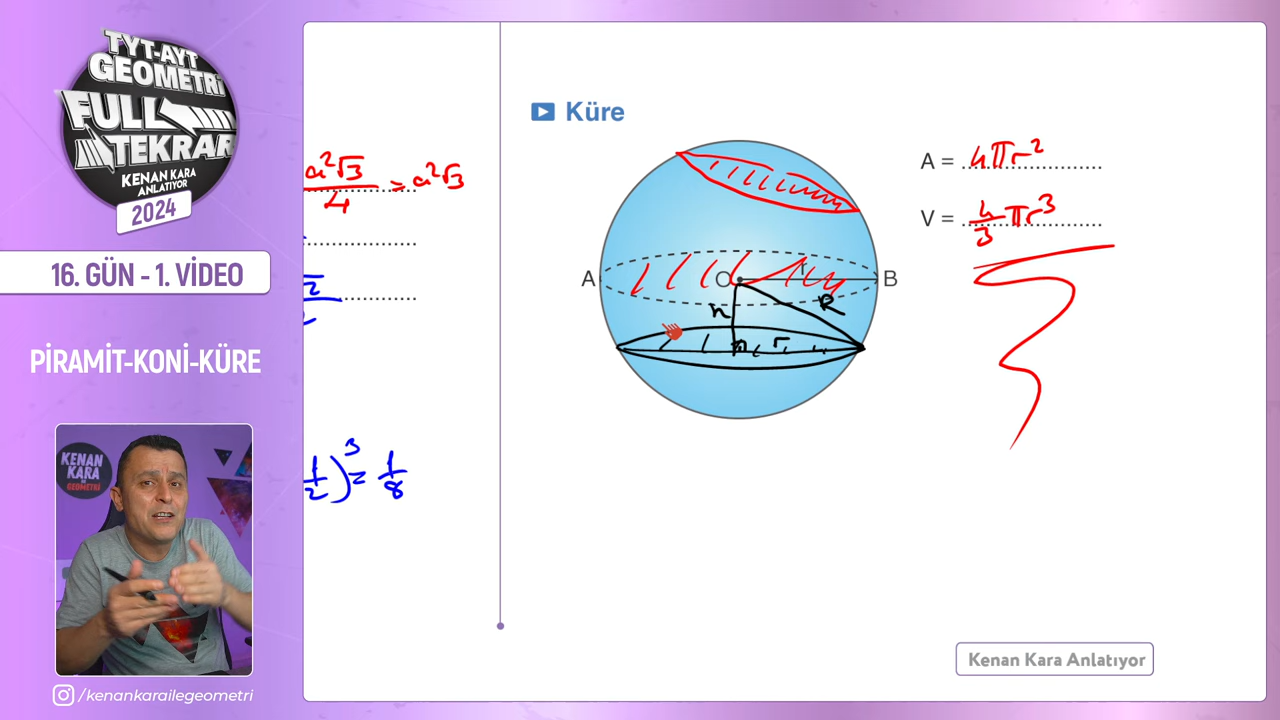 TYT-AYT
GEOMETRİ
FULL
TEKRAR
KENAN KARA
ANLATIYOR
2024
16. GÜN - 1. VİDEO
PİRAMİT-KONİ-KÜRE
KENAN
KARA
GEOMETRİ
/kenankarailegeometri
a²√3/4 = a²√3
1/2)³ = 1/8
Küre
A O r B
h R
r
A = 4πr²
V = 4/3 πr³
Kenan Kara Anlatıyor